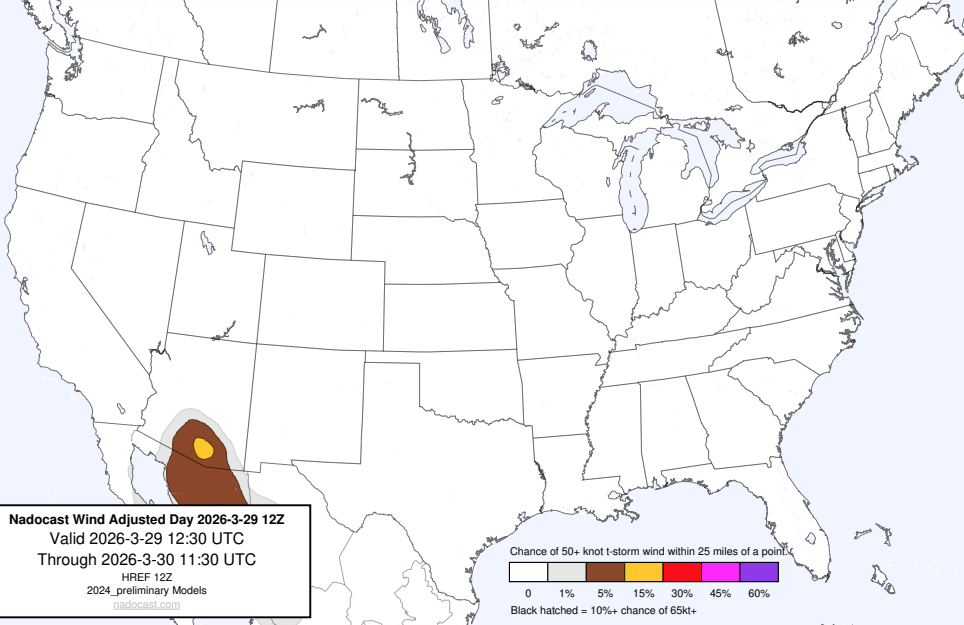 Nadocast Wind Adjusted Day 2026-3-29 12Z
Valid 2026-3-29 12:30 UTC
Through 2026-3-30 11:30 UTC
HREF 12Z
2024_preliminary Models
nadocast.com
Chance of 50+ knot t-storm wind within 25 miles of a point.
0 1% 5% 15% 30% 45% 60%
Black hatched = 10%+ chance of 65kt+